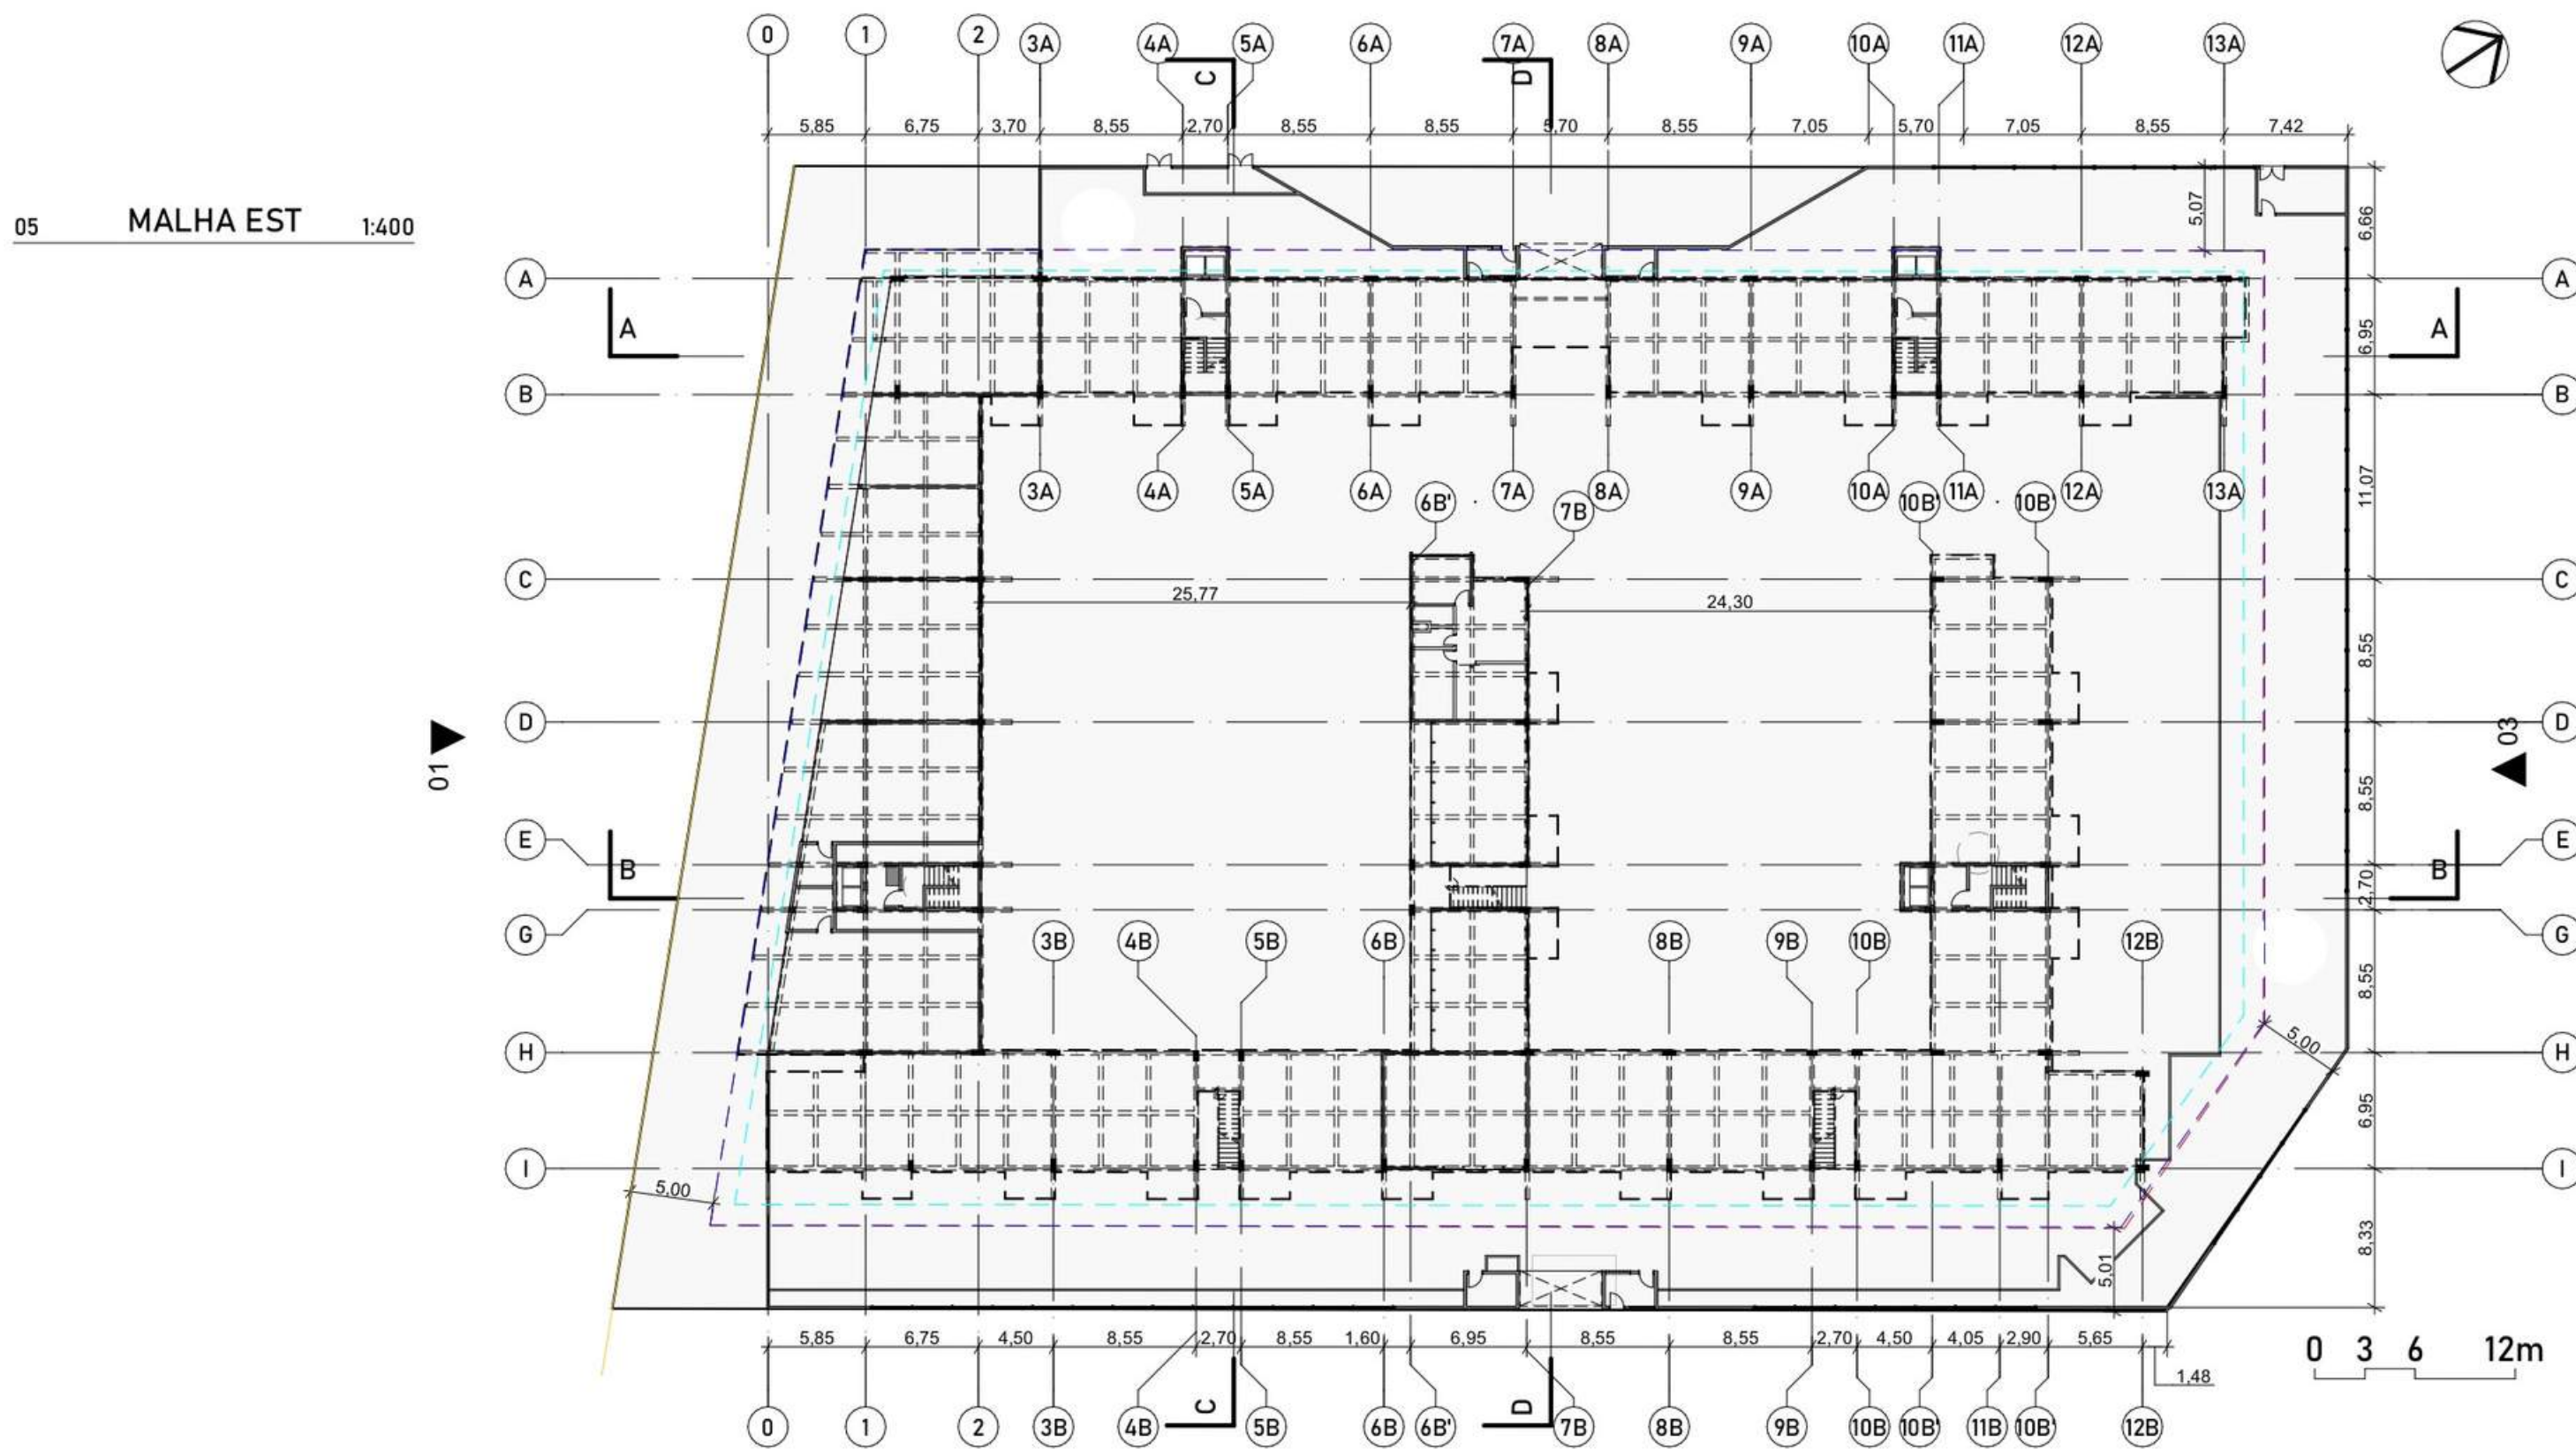 0 1 2 3A 4A 5A 6A 7A 8A 9A 10A 11A 12A 13A
C D
5,85 6,75 3,70 8,55 2,70 8,55 8,55 5,70 8,55 7,05 5,70 7,05 8,55 7,42
05 MALHA EST 1:400
5,07 6,66
A A
A A
6,95
B B
3A 4A 5A 6A 7A 8A 9A 10A 11A 12A 13A
11,07
6B' 7B 10B' 10B'
C C
25,77 24,30
8,55
D D
01 03
8,55
E E
B B
2,70
G G
3B 4B 5B 6B 8B 9B 10B 12B
8,55
5,00
H H
6,95
I I
5,00
8,33
5,01
5,85 6,75 4,50 8,55 2,70 8,55 1,60 6,95 8,55 8,55 2,70 4,50 4,05 2,90 5,65
1,48
0 3 6 12m
C D
0 1 2 3B 4B 5B 6B 6B' 7B 8B 9B 10B 10B' 11B 10B' 12B